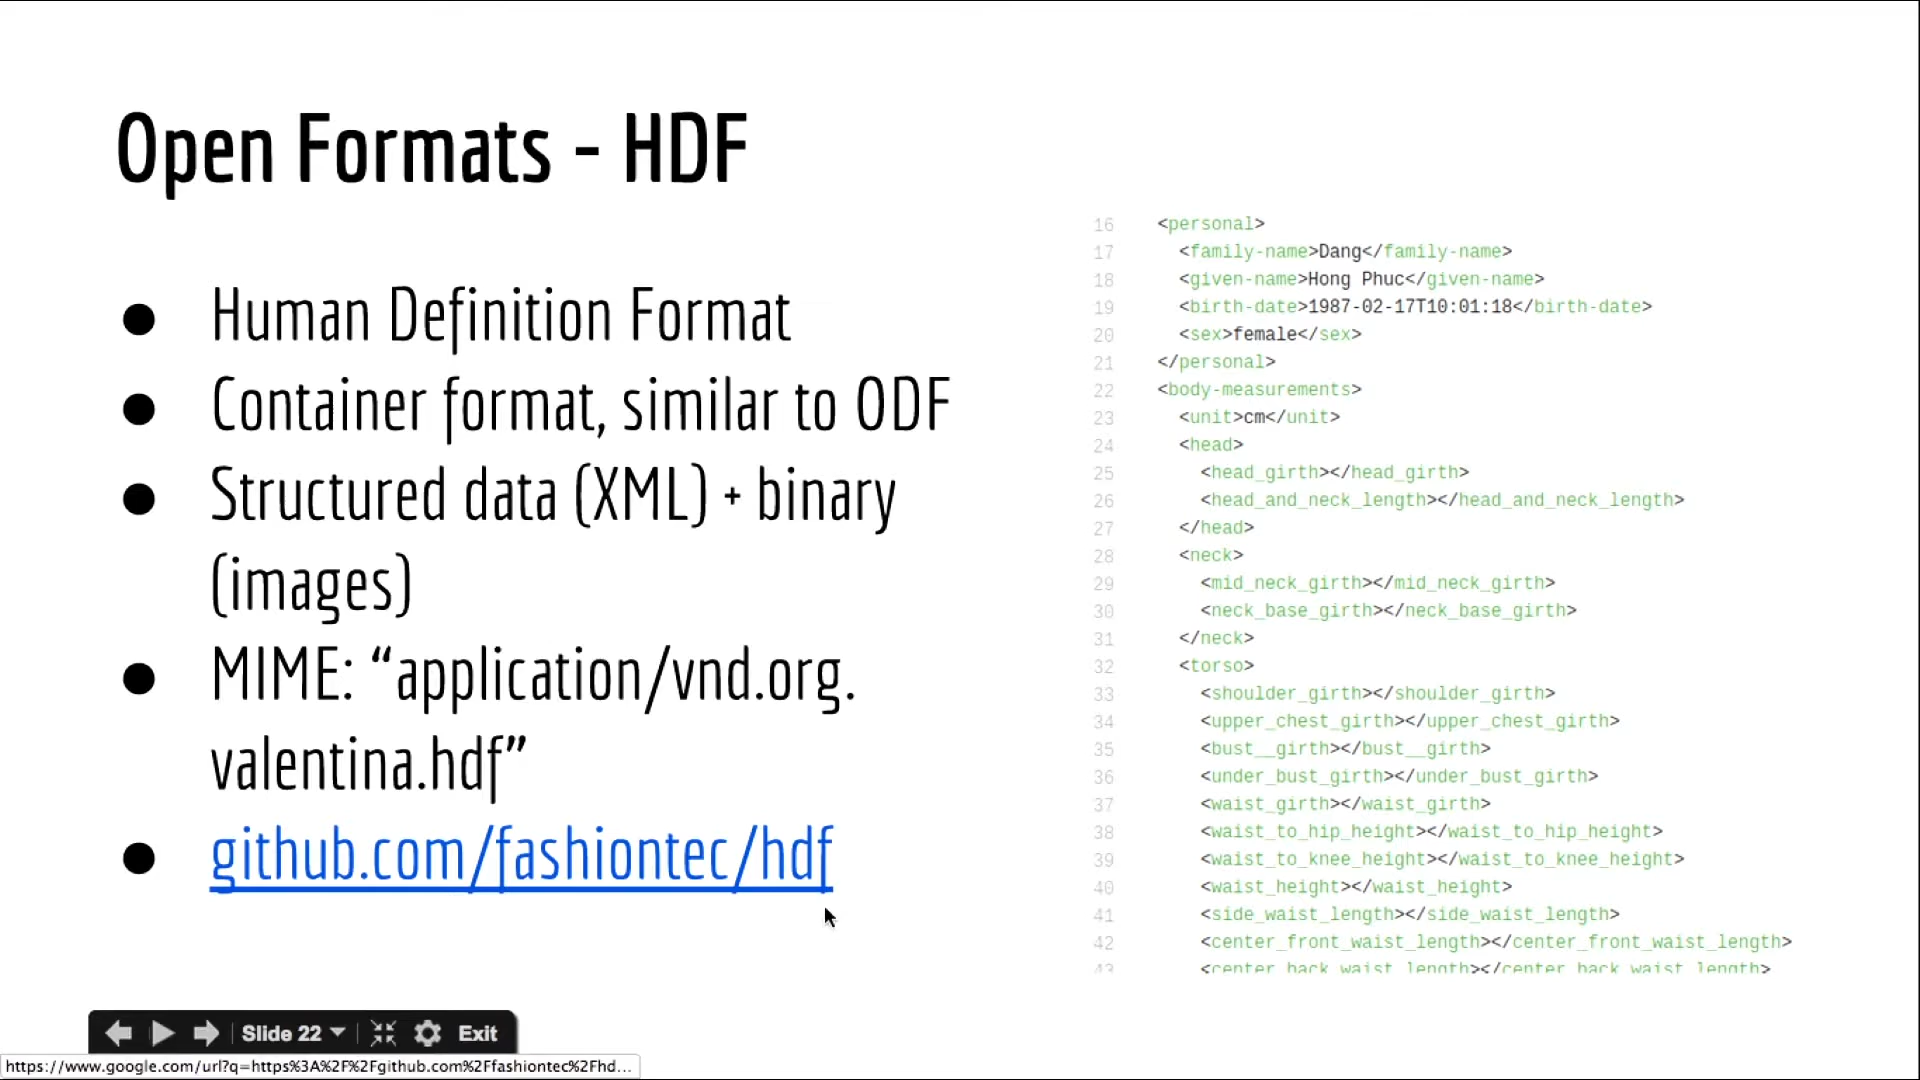 Open Formats - HDF
● Human Definition Format
● Container format, similar to ODF
● Structured data (XML) + binary
(images)
● MIME: “application/vnd.org.
valentina.hdf”
● github.com/fashiontec/hdf
16 <personal>
17 <family-name>Dang</family-name>
18 <given-name>Hong Phuc</given-name>
19 <birth-date>1987-02-17T10:01:18</birth-date>
20 <sex>female</sex>
21 </personal>
22 <body-measurements>
23 <unit>cm</unit>
24 <head>
25 <head_girth></head_girth>
26 <head_and_neck_length></head_and_neck_length>
27 </head>
28 <neck>
29 <mid_neck_girth></mid_neck_girth>
30 <neck_base_girth></neck_base_girth>
31 </neck>
32 <torso>
33 <shoulder_girth></shoulder_girth>
34 <upper_chest_girth></upper_chest_girth>
35 <bust__girth></bust__girth>
36 <under_bust_girth></under_bust_girth>
37 <waist_girth></waist_girth>
38 <waist_to_hip_height></waist_to_hip_height>
39 <waist_to_knee_height></waist_to_knee_height>
40 <waist_height></waist_height>
41 <side_waist_length></side_waist_length>
42 <center_front_waist_length></center_front_waist_length>
43 <center_back_waist_length></center_back_waist_length>
Slide 22 Exit
https://www.google.com/url?q=https%3A%2F%2Fgithub.com%2Ffashiontec%2Fhd...